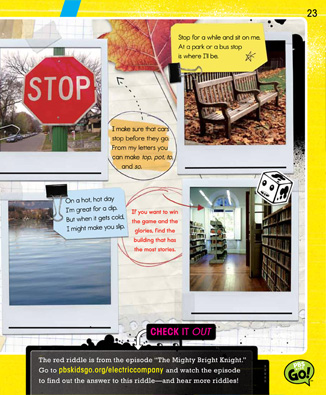 23
Stop for a while and sit on me.
At a park or a bus stop
is where I'll be.
STOP
I make sure that cars
stop before they go.
From my letters you
can make top, pot, to,
and so.
On a hot, hot day
I'm great for a dip.
But when it gets cold,
I might make you slip.
If you want to win
the game and the
glories, find the
building that has
the most stories.
CHECK IT OUT
The red riddle is from the episode "The Mighty Bright Knight."
Go to pbskidsgo.org/electriccompany and watch the episode
to find out the answer to this riddle—and hear more riddles!
PBS
KIDS
GO!